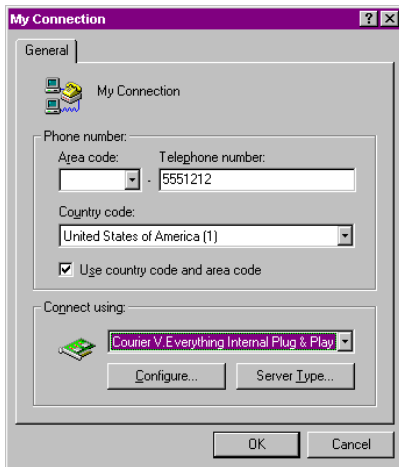 My Connection
General
My Connection
Phone number:
Area code: Telephone number:
- 5551212
Country code:
United States of America (1)
Use country code and area code
Connect using:
Courier V.Everything Internal Plug & Play
Configure... Server Type...
OK Cancel